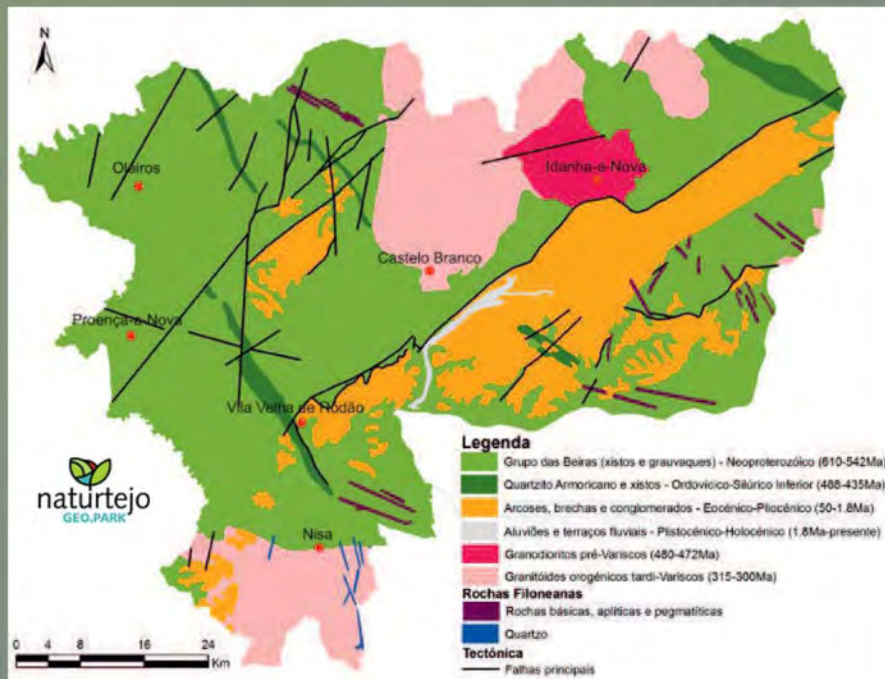 N
Oleiros
Idanha-a-Nova
Castelo Branco
Proença-a-Nova
Vila Velha de Ródão
naturtejo
GEO.PARK
Nisa
0 4 8 16 24
Km
Legenda
Grupo das Beiras (xistos e grauvaques) - Neoproterozóico (610-542Ma)
Quartzito Armoricano e xistos - Ordovícico-Silúrico Inferior (488-435Ma)
Arcoses, brechas e conglomerados - Eocénico-Pliocénico (50-1.8Ma)
Aluviões e terraços fluviais - Plistocénico-Holocénico (1.8Ma-presente)
Granodioritos pré-Variscos (480-472Ma)
Granitóides orogénicos tardi-Variscos (315-300Ma)
Rochas Filoneanas
Rochas básicas, aplíticas e pegmatíticas
Quartzo
Tectónica
Falhas principais